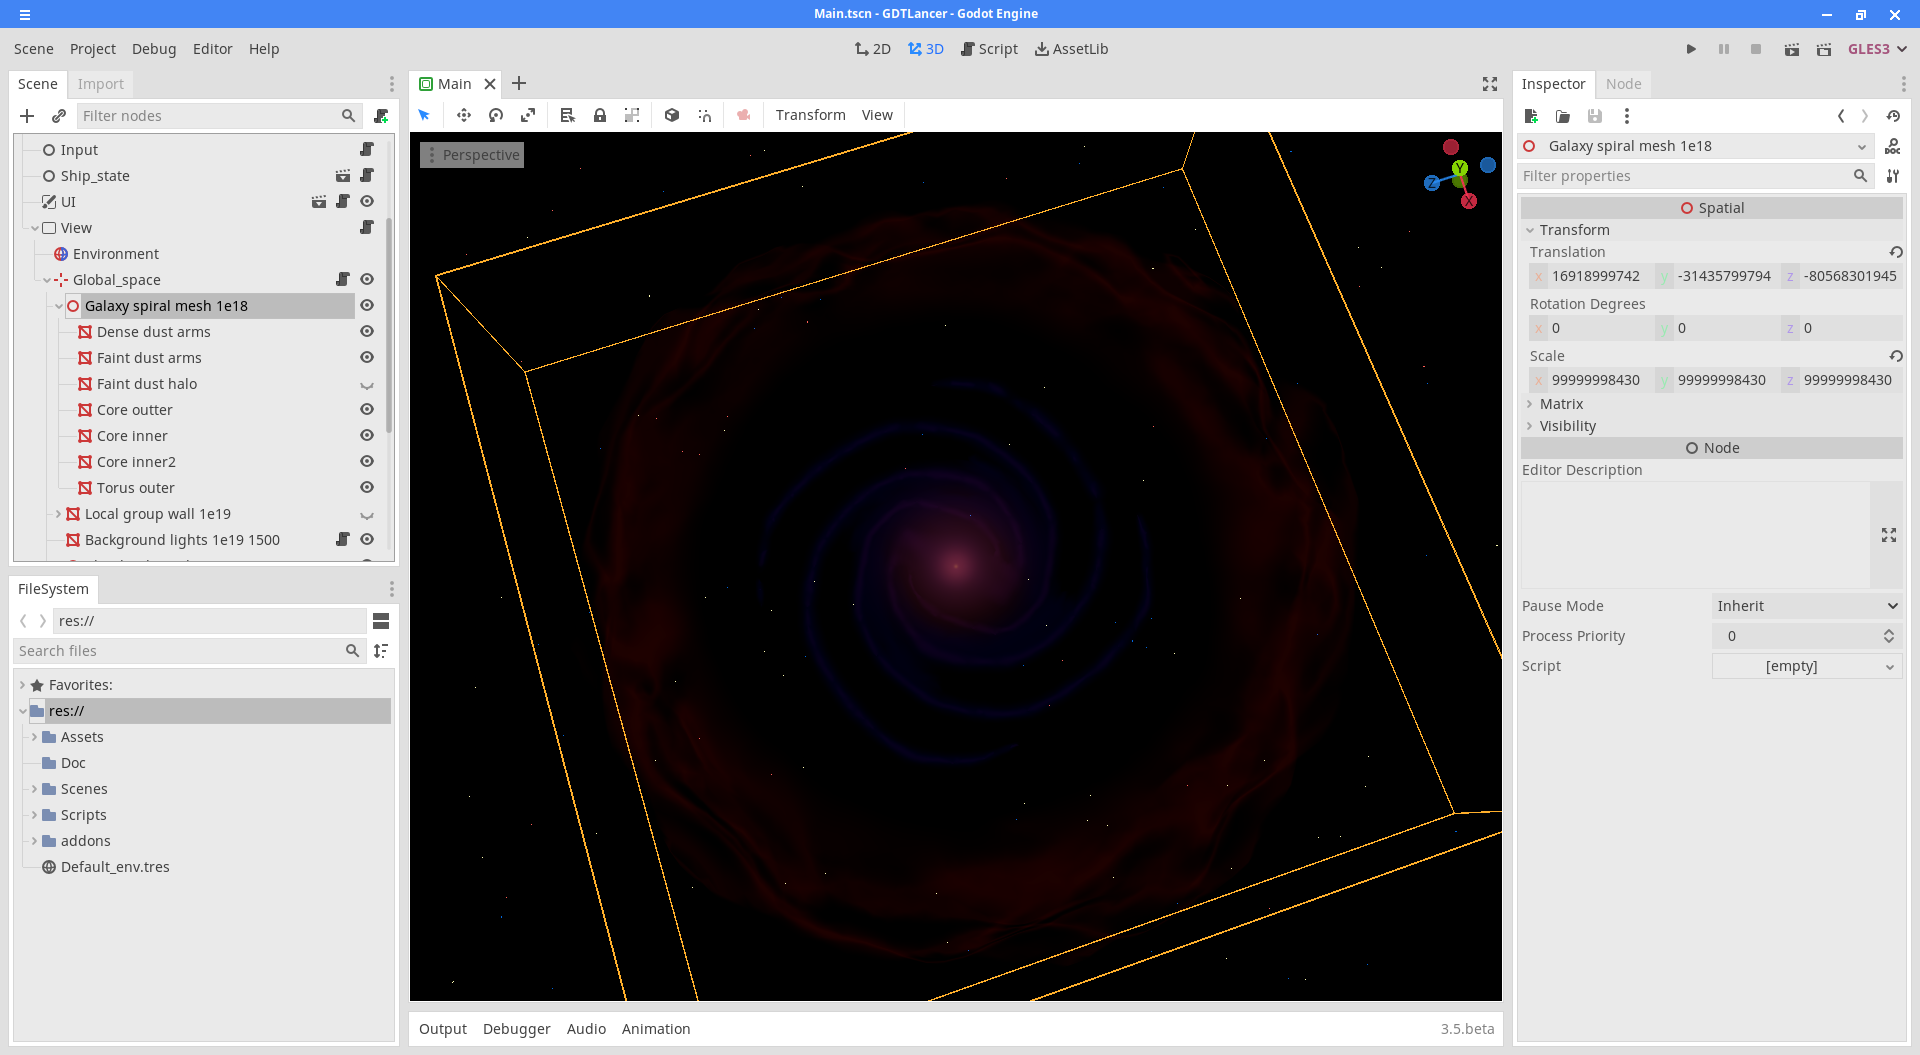 Main.tscn - GDTLancer - Godot Engine
Scene Project Debug Editor Help
2D 3D Script AssetLib
GLES3
Scene Import
Filter nodes
Input
Ship_state
UI
View
Environment
Global_space
Galaxy spiral mesh 1e18
Dense dust arms
Faint dust arms
Faint dust halo
Core outter
Core inner
Core inner2
Torus outer
Local group wall 1e19
Background lights 1e19 1500
FileSystem
res://
Search files
Favorites:
res://
Assets
Doc
Scenes
Scripts
addons
Default_env.tres
Main
Transform View
Perspective
Y
Z
X
Output Debugger Audio Animation
3.5.beta
Inspector Node
Galaxy spiral mesh 1e18
Filter properties
Spatial
Transform
Translation
x 16918999742 y -31435799794 z -80568301945
Rotation Degrees
x 0 y 0 z 0
Scale
x 99999998430 y 99999998430 z 99999998430
Matrix
Visibility
Node
Editor Description
Pause Mode Inherit
Process Priority 0
Script [empty]